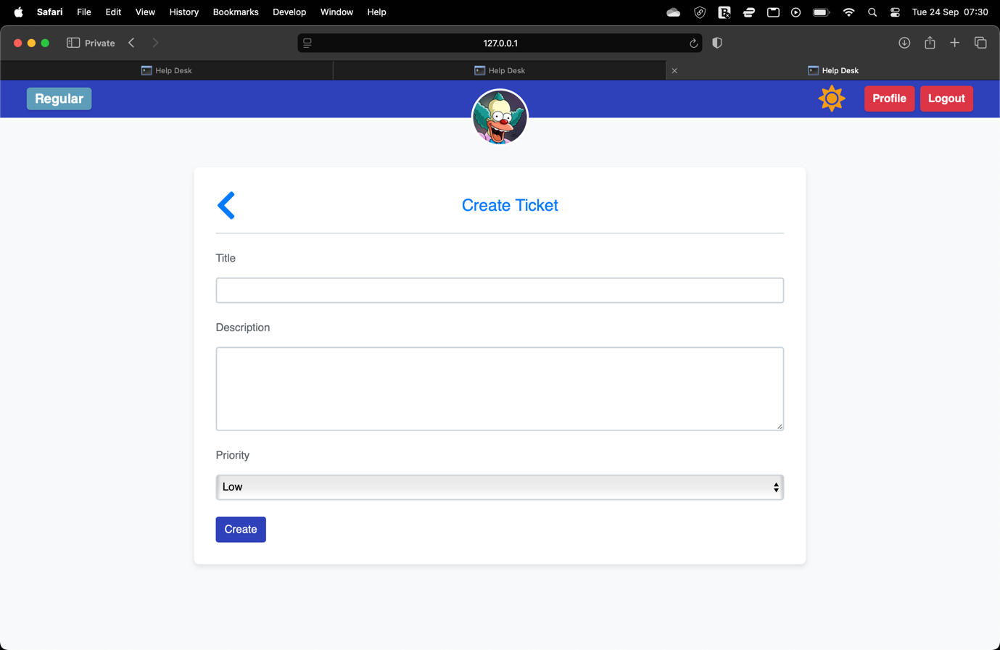 Safari File Edit View History Bookmarks Develop Window Help Tue 24 Sep 07:30
Private 127.0.0.1
Help Desk Help Desk Help Desk
Regular Profile Logout
Create Ticket
Title
Description
Priority
Low
Create